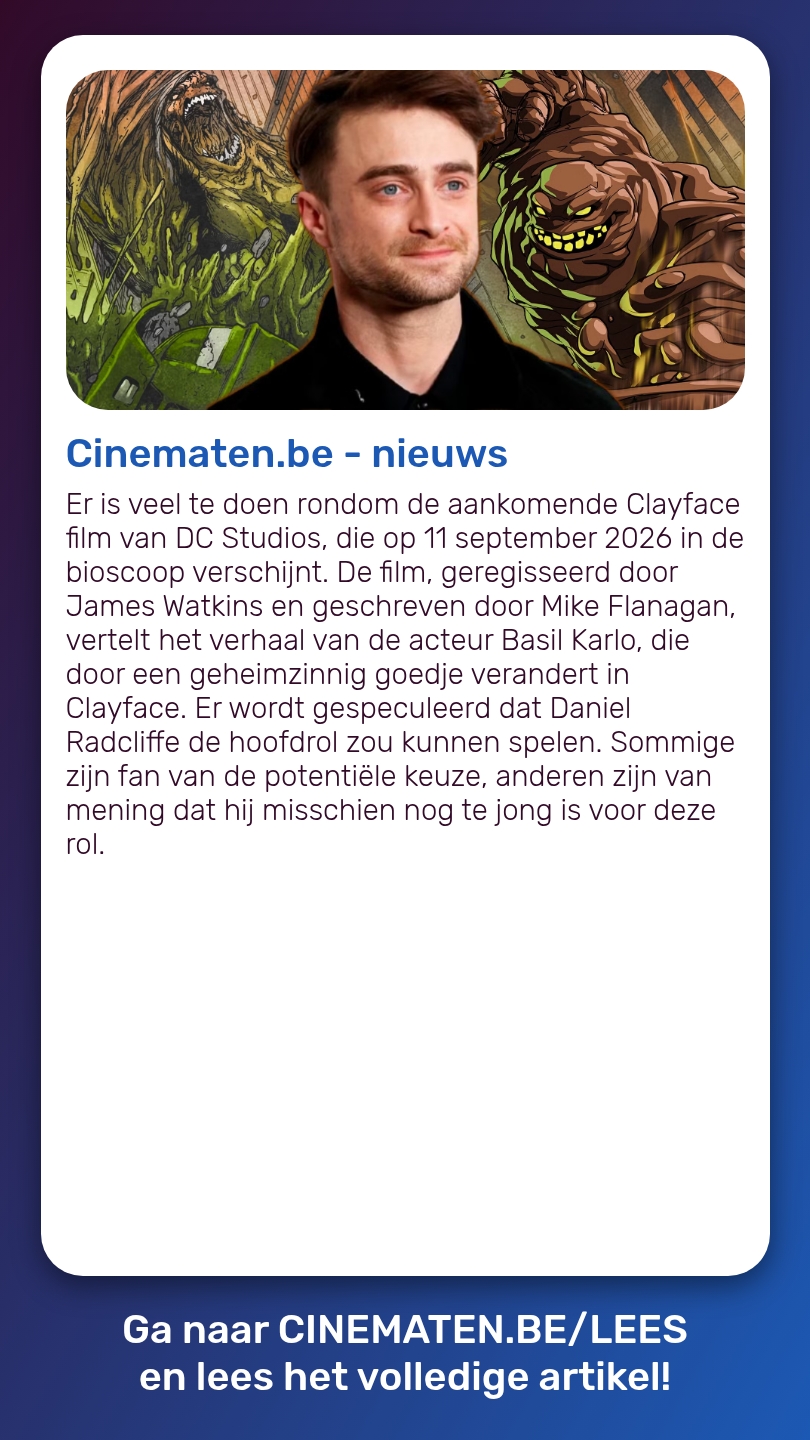 Cinematen.be - nieuws
Er is veel te doen rondom de aankomende Clayface
film van DC Studios, die op 11 september 2026 in de
bioscoop verschijnt. De film, geregisseerd door
James Watkins en geschreven door Mike Flanagan,
vertelt het verhaal van de acteur Basil Karlo, die
door een geheimzinnig goedje verandert in
Clayface. Er wordt gespeculeerd dat Daniel
Radcliffe de hoofdrol zou kunnen spelen. Sommige
zijn fan van de potentiële keuze, anderen zijn van
mening dat hij misschien nog te jong is voor deze
rol.
Ga naar CINEMATEN.BE/LEES
en lees het volledige artikel!